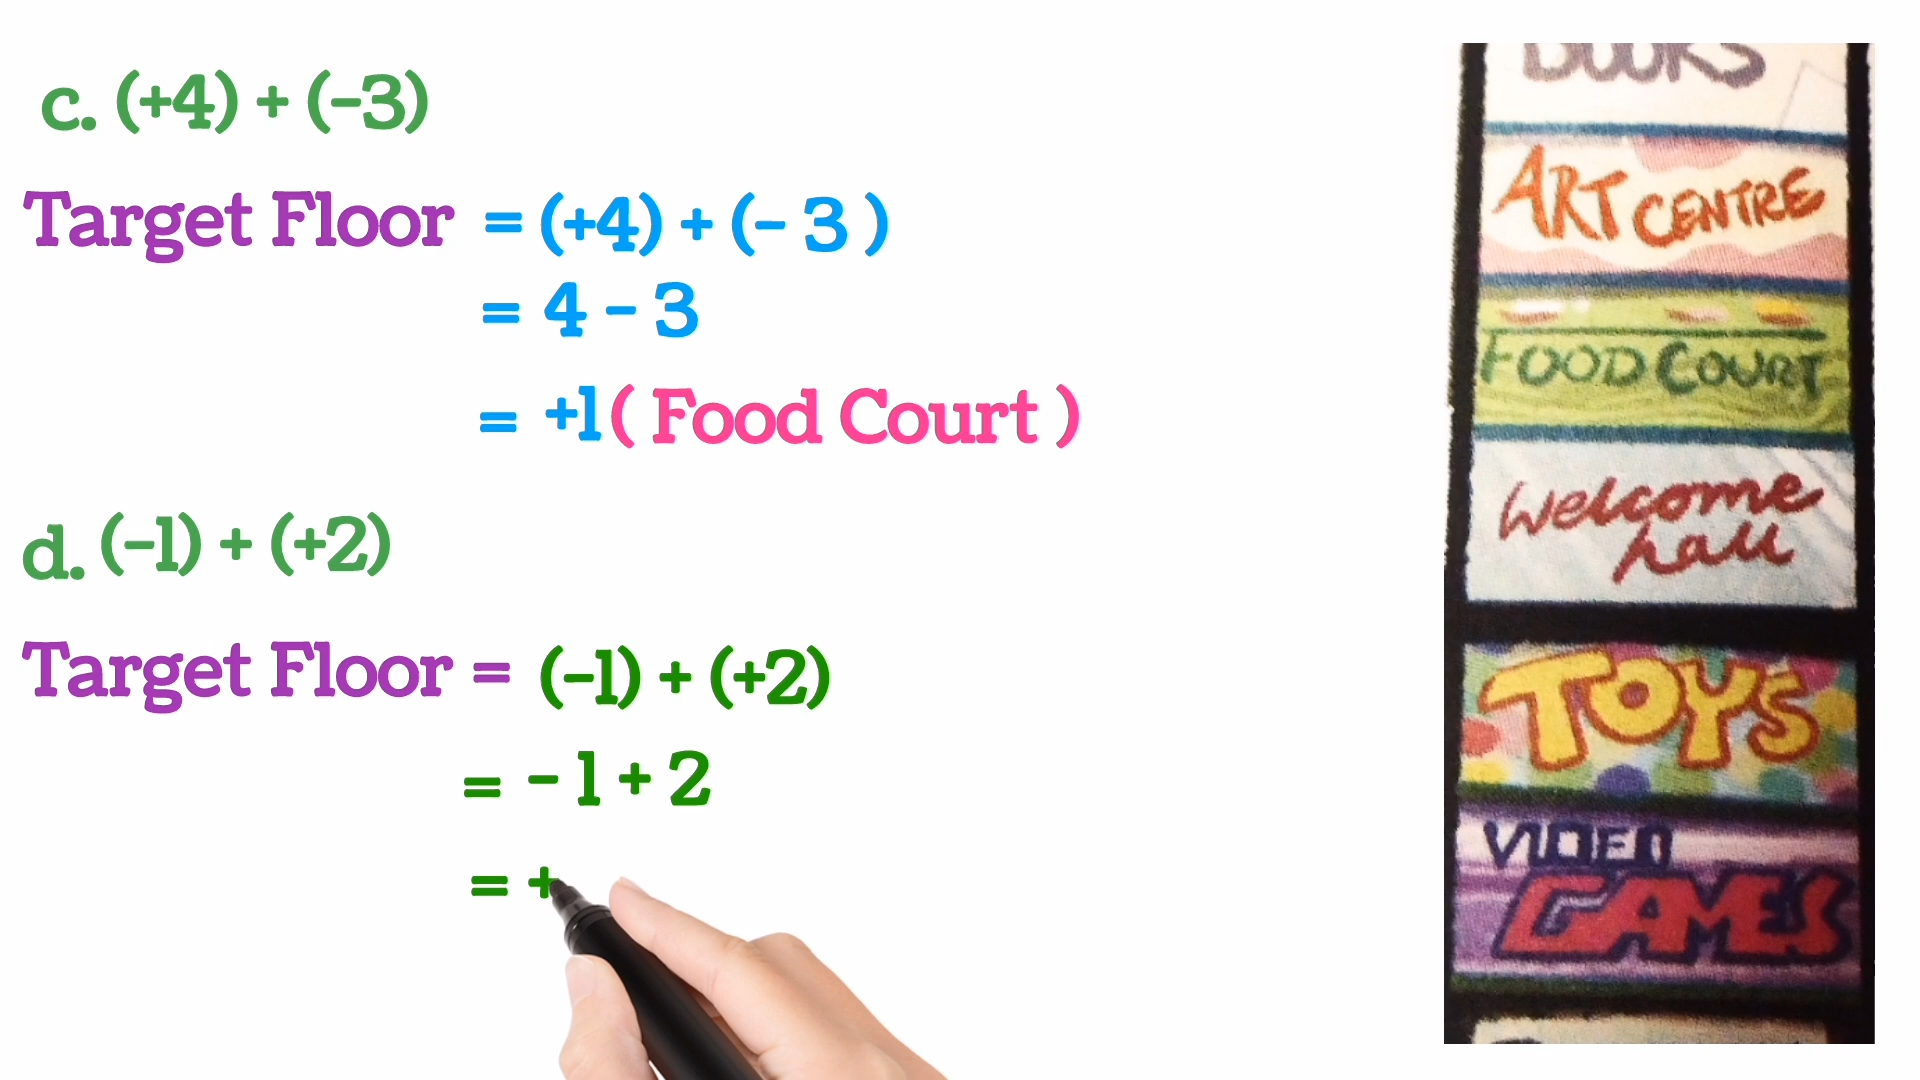 c. (+4) + (-3)
Target Floor = (+4) + (- 3 )
= 4 - 3
= +1 ( Food Court )
d. (-1) + (+2)
Target Floor = (-1) + (+2)
= - 1 + 2
= +
BOOKS
ART CENTRE
FOOD COURT
Welcome
hall
TOYS
VIDEO
GAMES